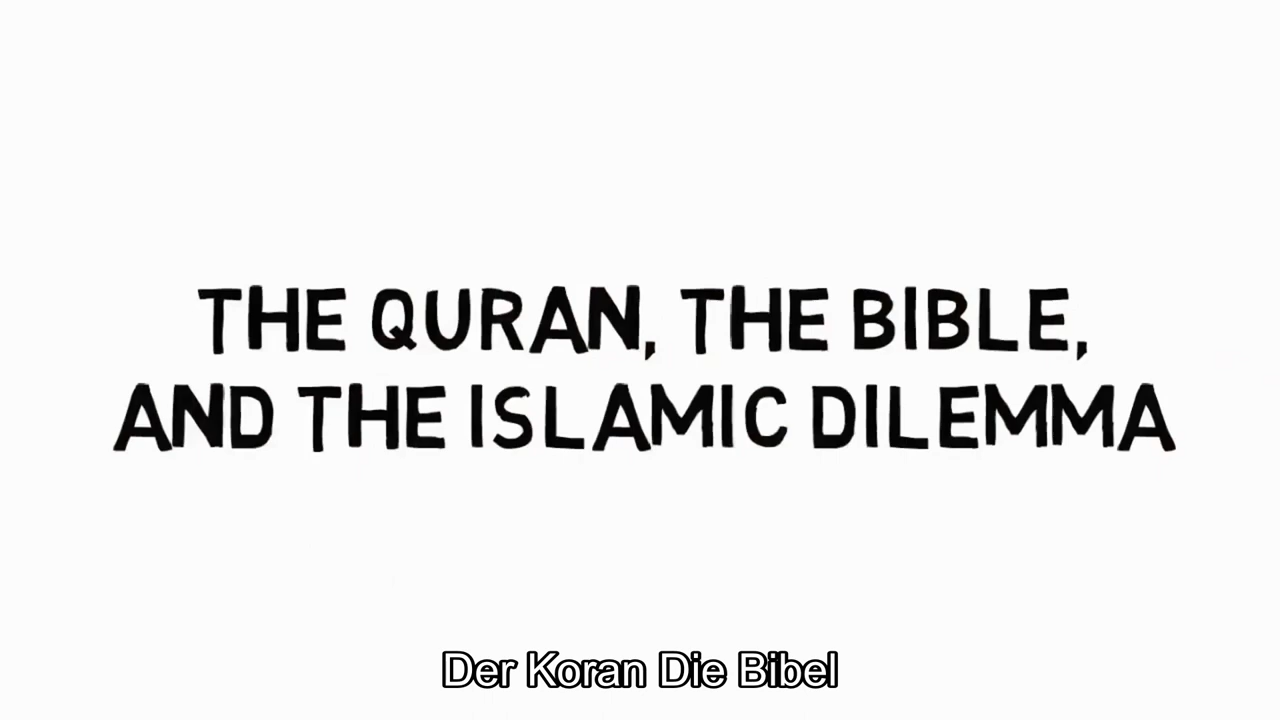 THE QURAN, THE BIBLE,
AND THE ISLAMIC DILEMMA
Der Koran Die Bibel